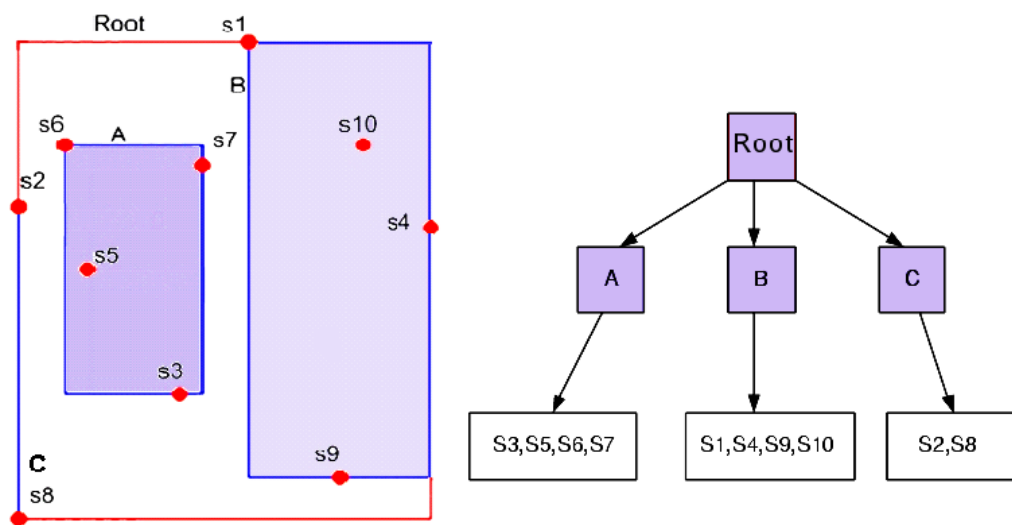 Root
s1
B
s6
A
s7
s10
s2
s4
s5
s3
C
s9
s8
Root
A
B
C
S3,S5,S6,S7
S1,S4,S9,S10
S2,S8